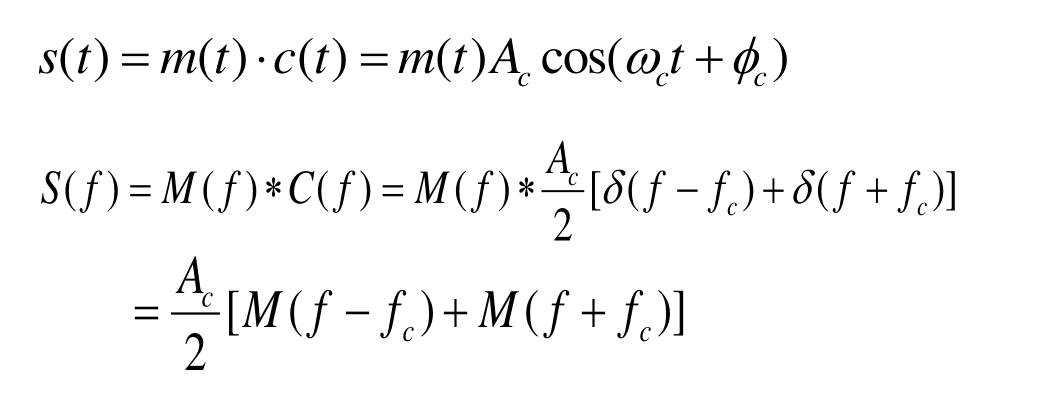 s(t) = m(t) · c(t) = m(t)A_c cos(ω_c t + ϕ_c)
S(f) = M(f) * C(f) = M(f) * A_c/2 [δ(f − f_c) + δ(f + f_c)]
= A_c/2 [M(f − f_c) + M(f + f_c)]